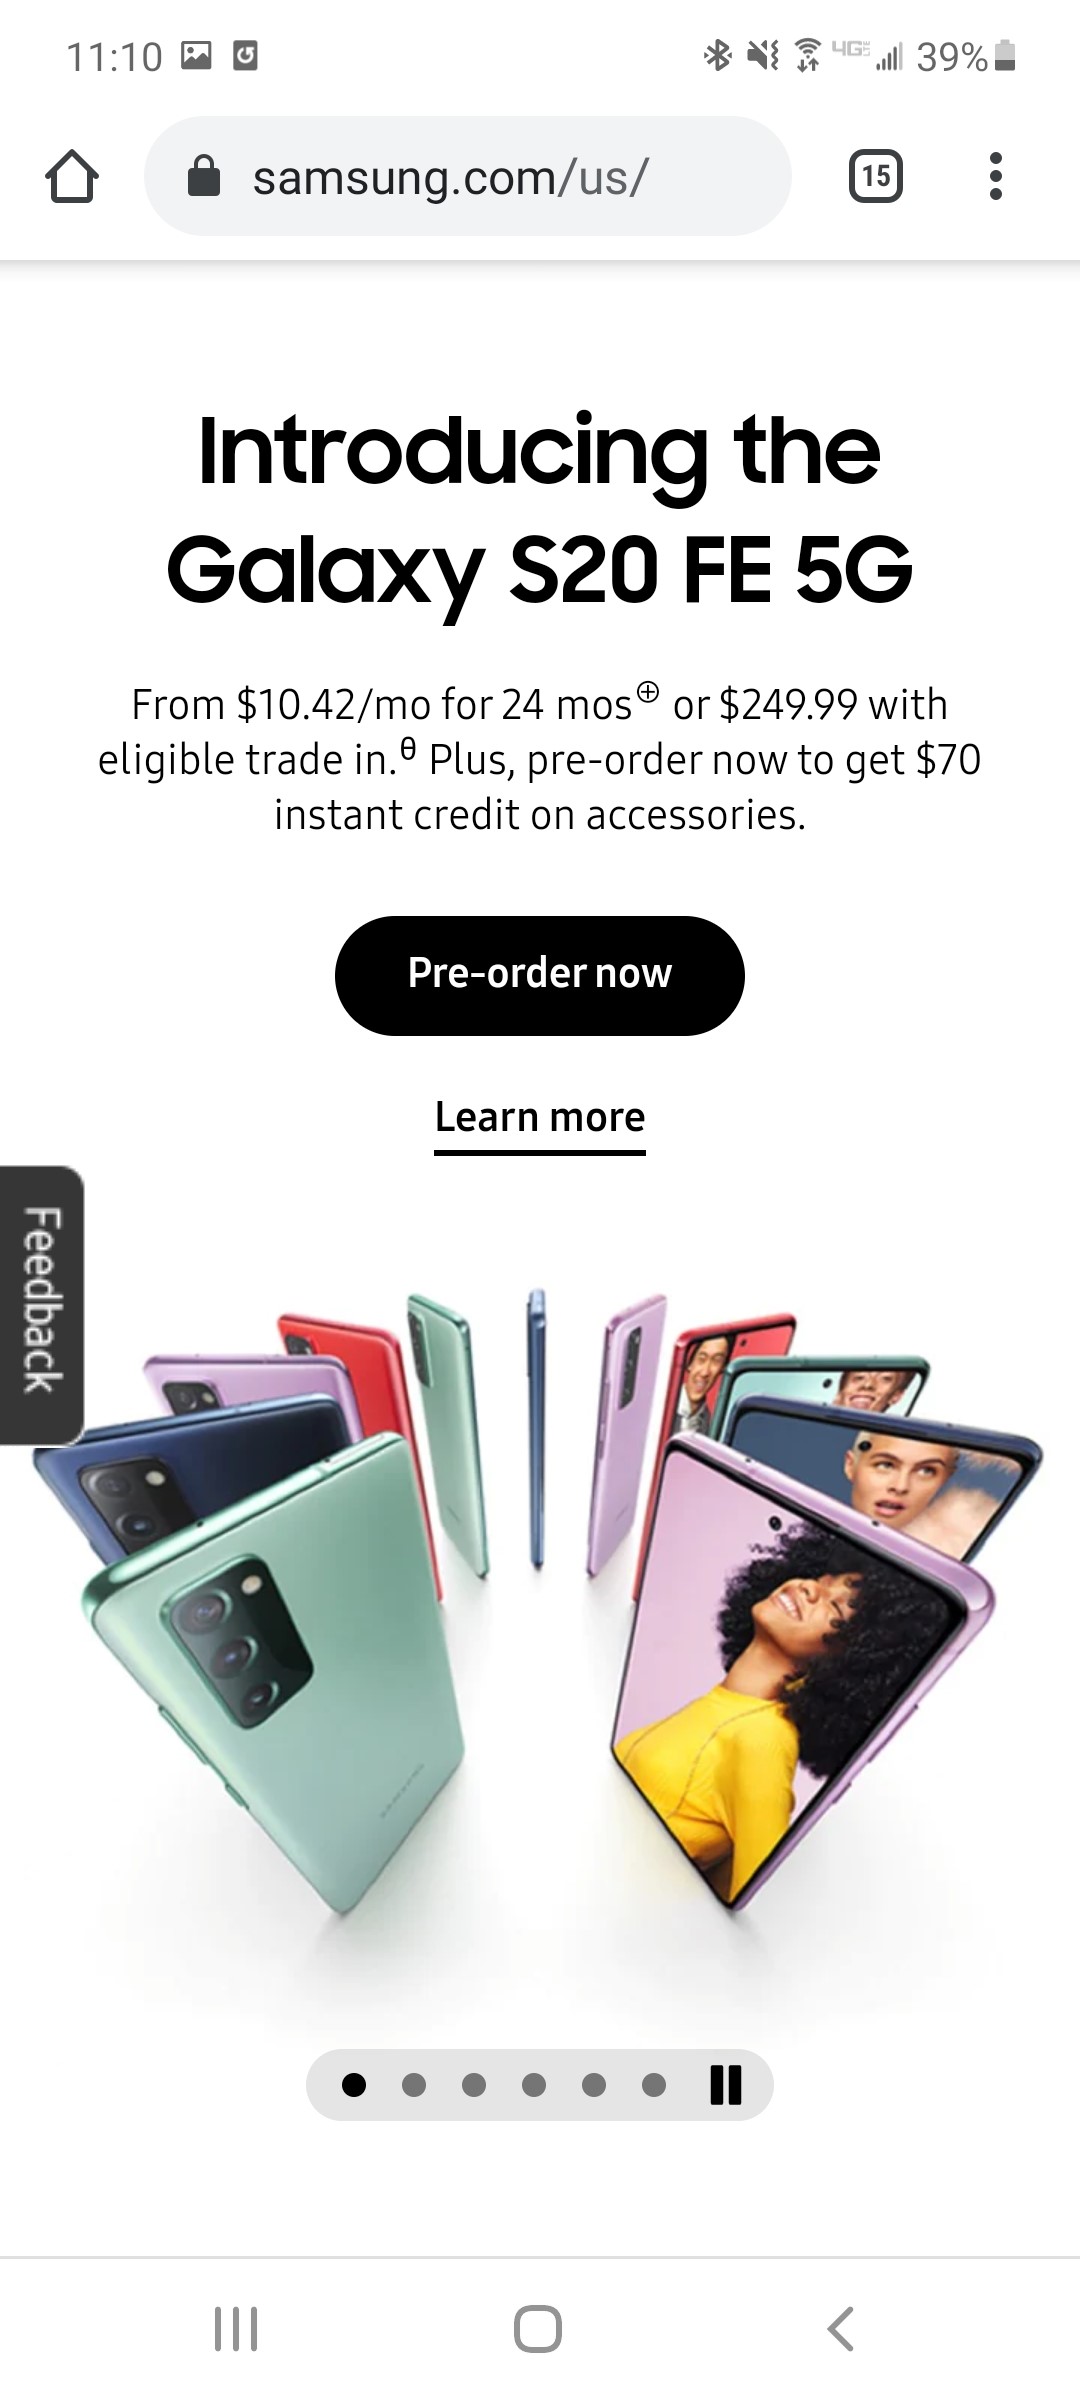 11:10 4G 39%
samsung.com/us/ 15
Introducing the
Galaxy S20 FE 5G
From $10.42/mo for 24 mos⊕ or $249.99 with
eligible trade in.θ Plus, pre-order now to get $70
instant credit on accessories.
Pre-order now
Learn more
Feedback
SAMSUNG